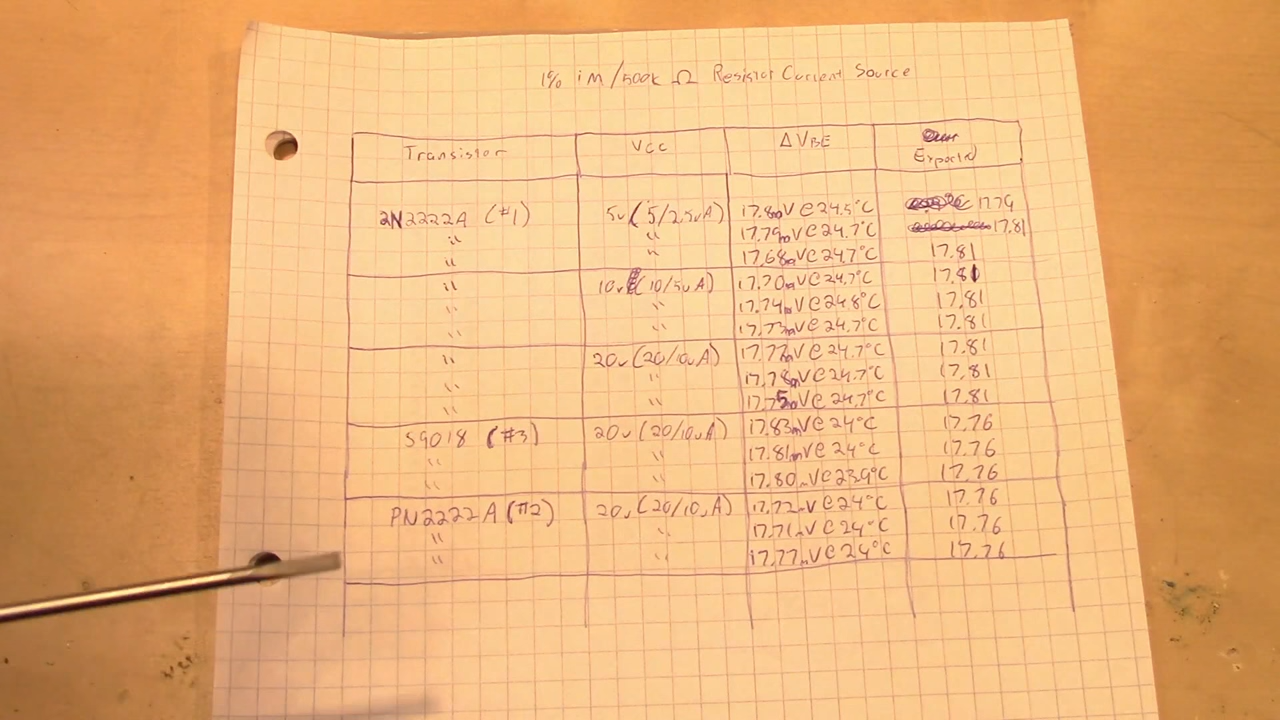 1% 1M/500k Ω Resistor Current Source
Transistor VCC Δ VBE Expected
2N2222A (#1) 5v (5/2.5uA) 17.80mV @ 24.5°C 17.79
" " 17.79mV @ 24.7°C 17.81
" " 17.68mV @ 24.7°C 17.81
" 10v (10/5uA) 17.70mV @ 24.7°C 17.81
" " 17.74mV @ 24.8°C 17.81
" " 17.73mV @ 24.7°C 17.81
" 20v (20/10uA) 17.77mV @ 24.7°C 17.81
" " 17.78mV @ 24.7°C 17.81
" " 17.75mV @ 24.7°C 17.81
S9018 (#3) 20v (20/10uA) 17.83mV @ 24°C 17.76
" " 17.81mV @ 24°C 17.76
" " 17.80mV @ 23.9°C 17.76
PN2222A (#2) 20v (20/10uA) 17.72mV @ 24°C 17.76
" " 17.71mV @ 24°C 17.76
" " 17.77mV @ 24°C 17.76